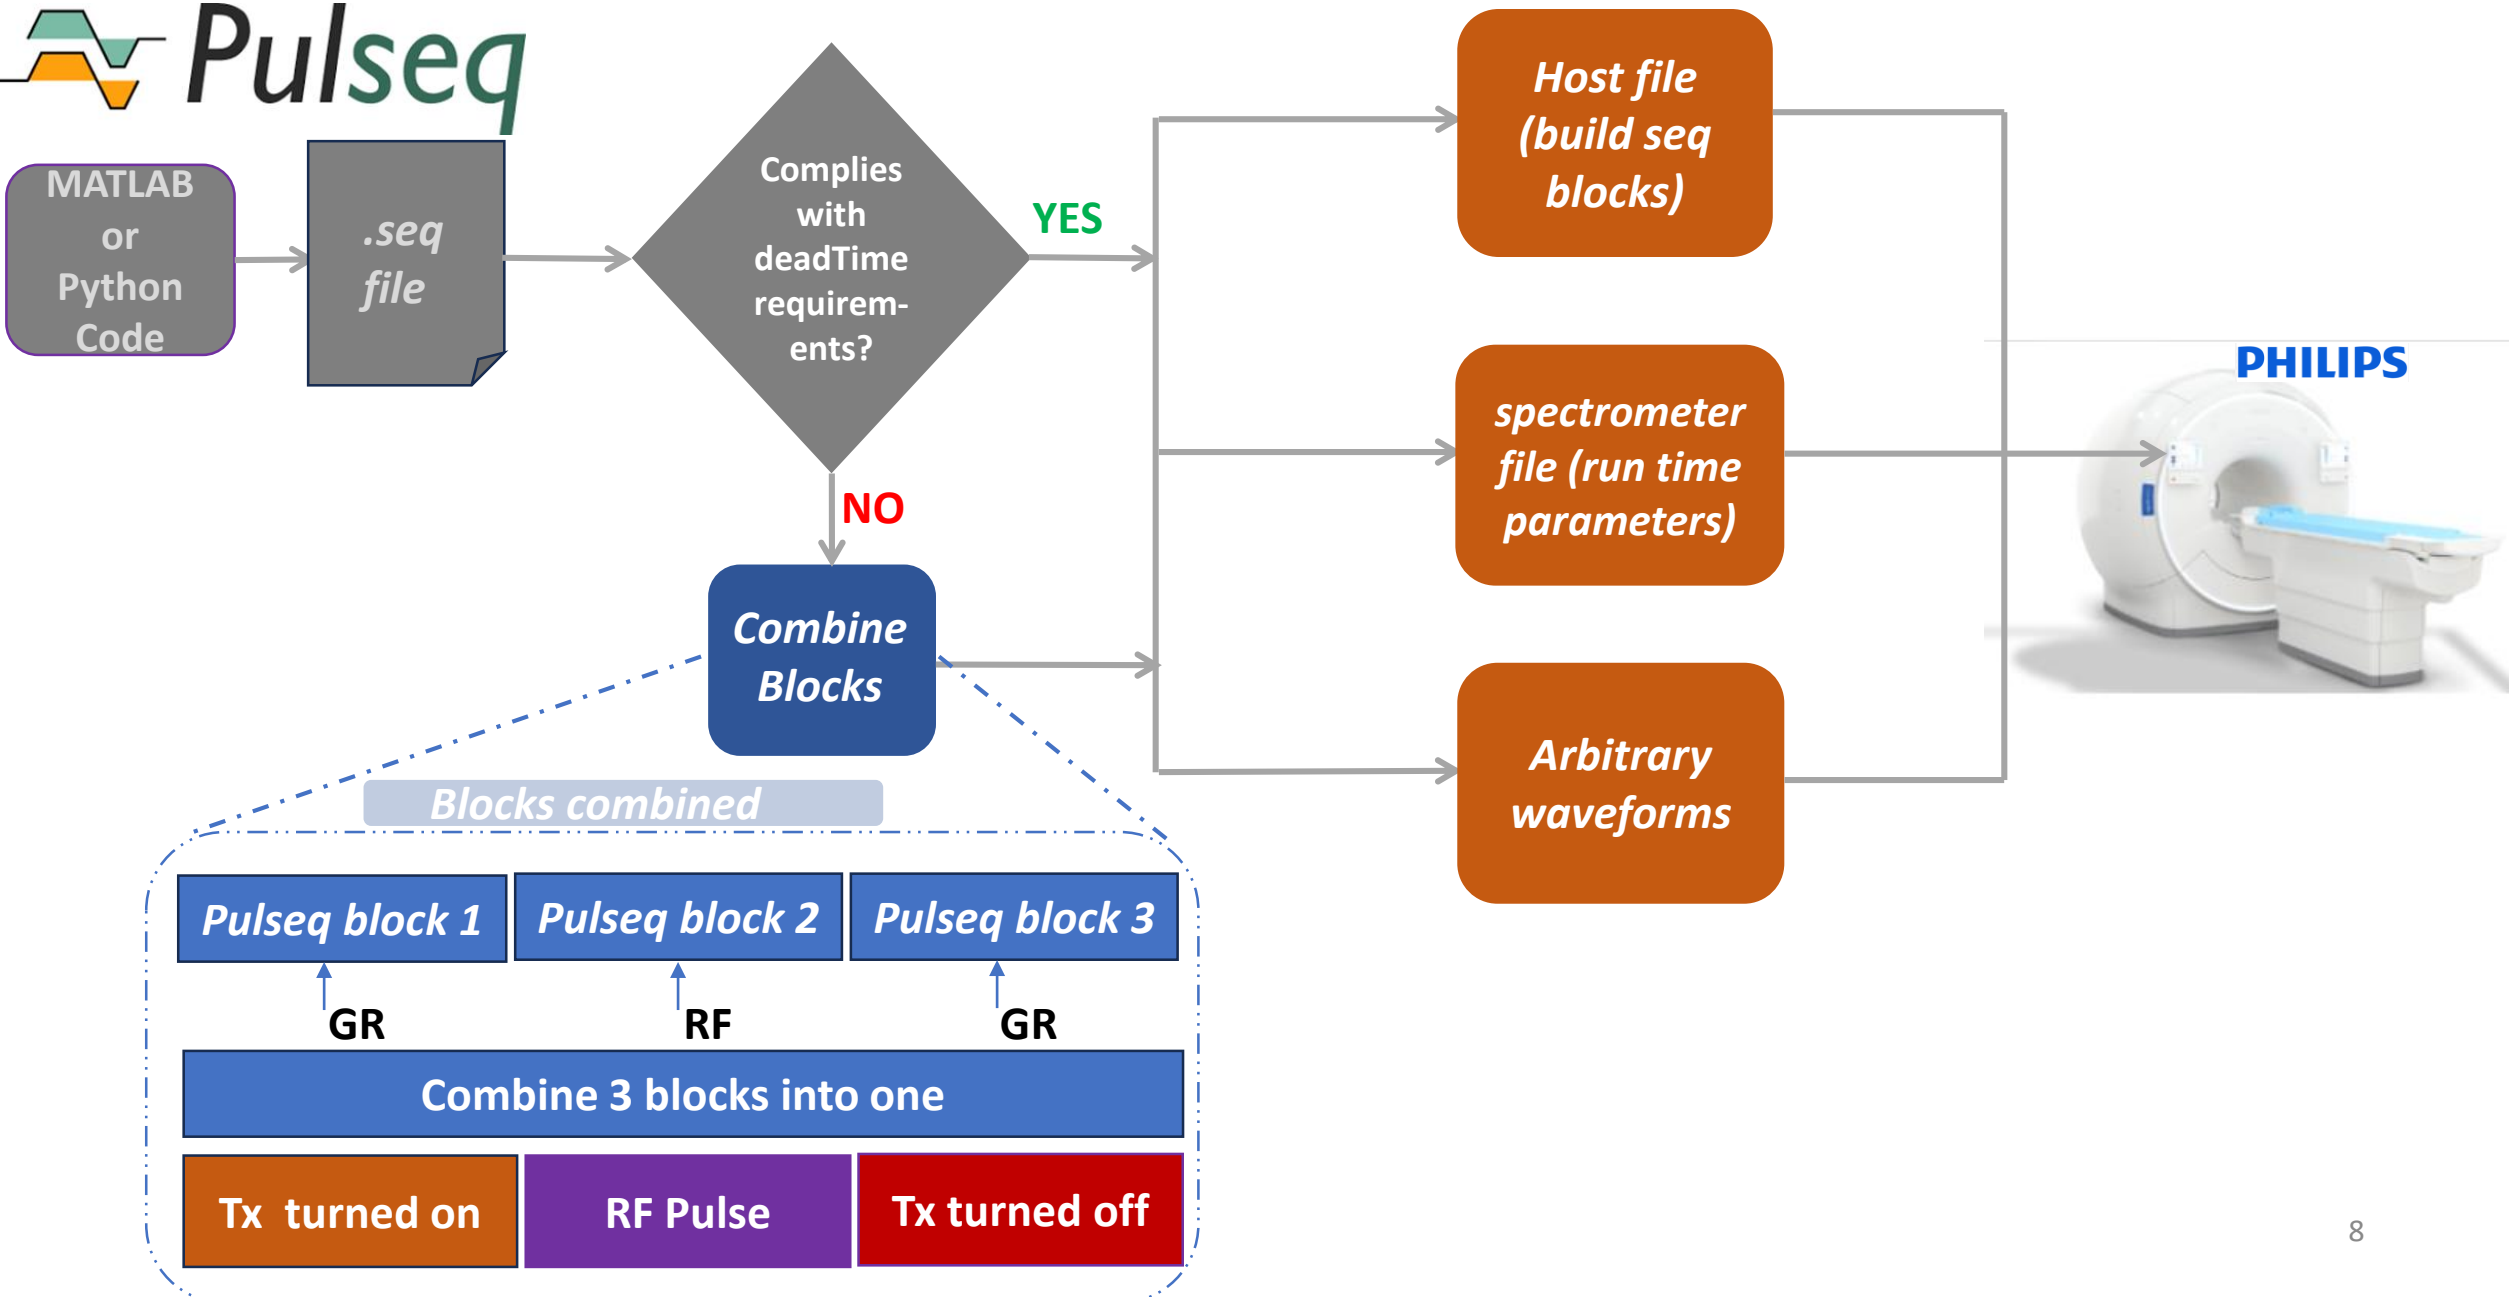 Pulseq
MATLAB
or
Python
Code
.seq
file
Complies
with
deadTime
requirem-
ents?
YES
NO
Combine
Blocks
Host file
(build seq
blocks)
spectrometer
file (run time
parameters)
Arbitrary
waveforms
PHILIPS
Blocks combined
Pulseq block 1
Pulseq block 2
Pulseq block 3
GR
RF
GR
Combine 3 blocks into one
Tx turned on
RF Pulse
Tx turned off
8